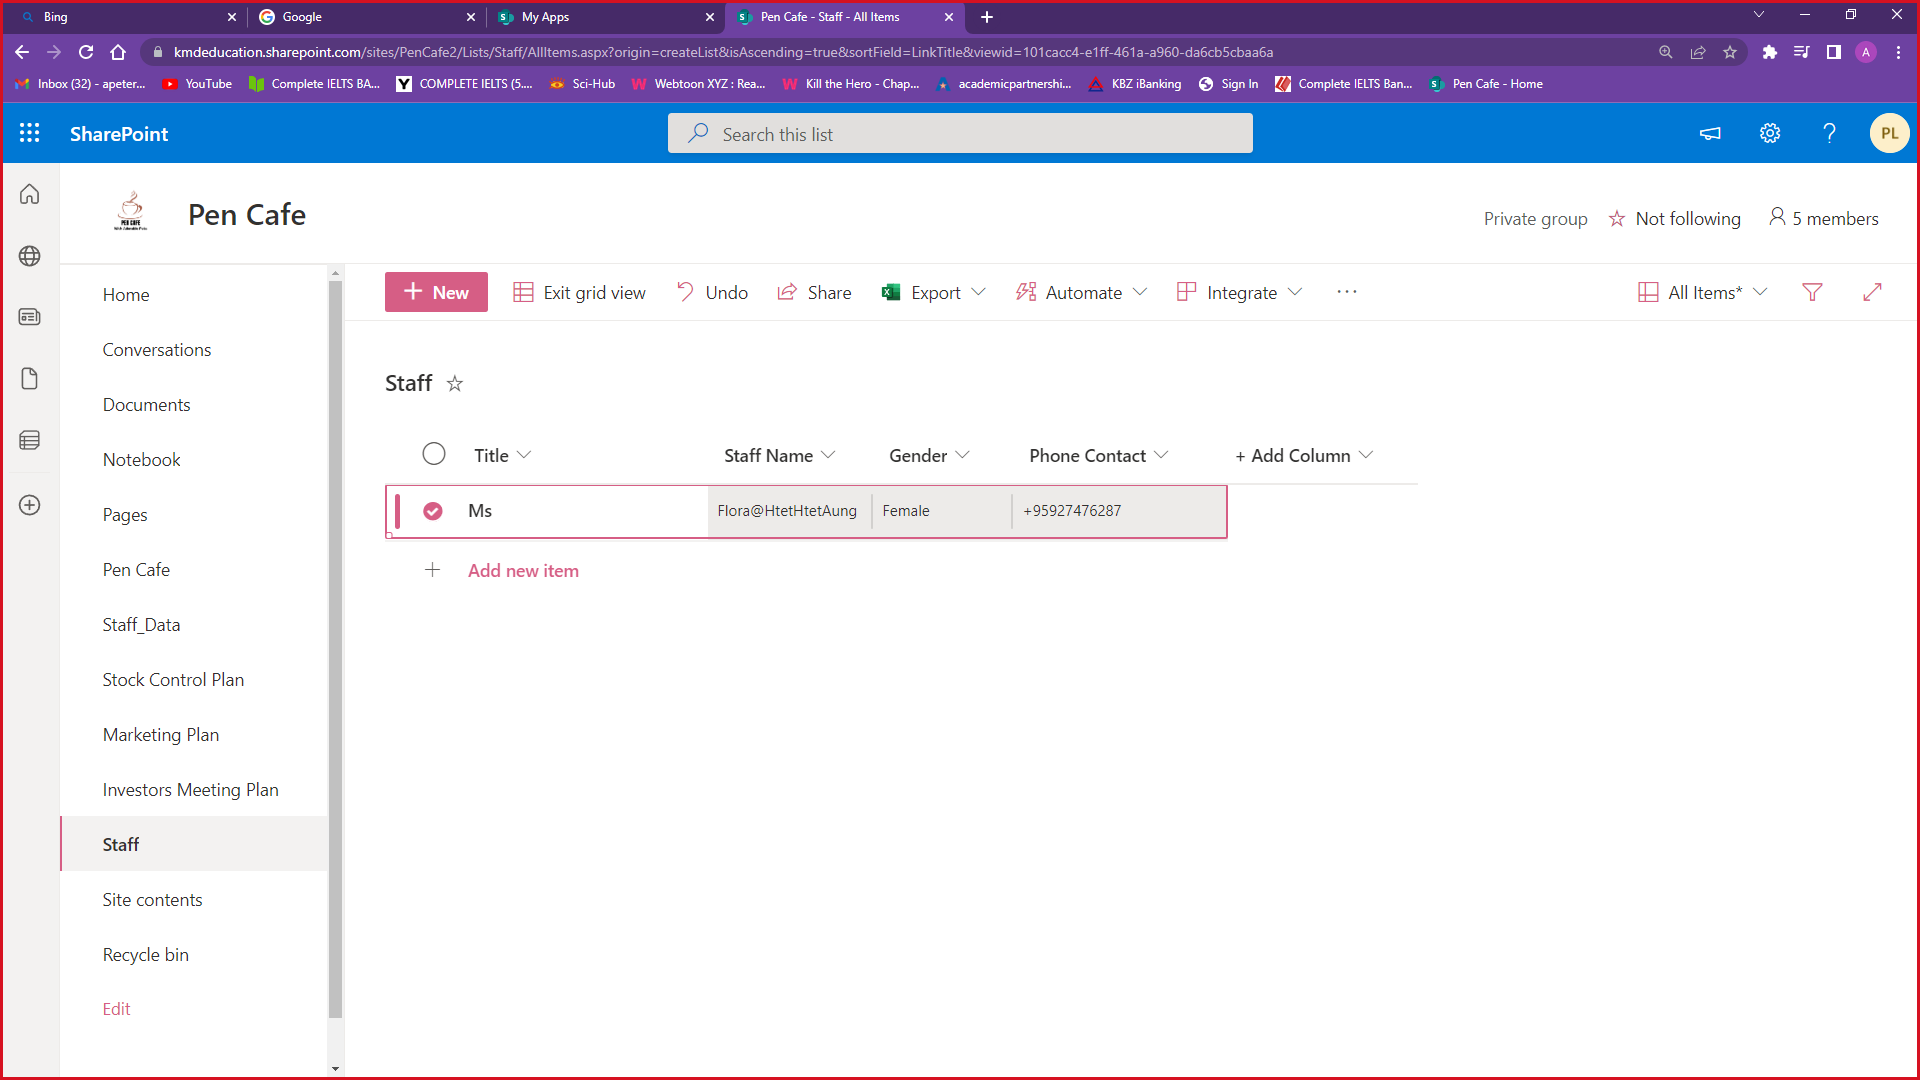 Bing
Google
My Apps
Pen Cafe - Staff - All Items
kmdeducation.sharepoint.com/sites/PenCafe2/Lists/Staff/AllItems.aspx?origin=createList&isAscending=true&sortField=LinkTitle&viewid=101cacc4-e1ff-461a-a960-da6cb5cbaa6a
A
Inbox (32) - apeter...
YouTube
Complete IELTS BA...
COMPLETE IELTS (5....
Sci-Hub
Webtoon XYZ : Rea...
Kill the Hero - Chap...
academicpartnershi...
KBZ iBanking
Sign In
Complete IELTS Ban...
Pen Cafe - Home
SharePoint
Search this list
PL
PEN CAFE
Pen Cafe
Private group
Not following
5 members
Home
Conversations
Documents
Notebook
Pages
Pen Cafe
Staff_Data
Stock Control Plan
Marketing Plan
Investors Meeting Plan
Staff
Site contents
Recycle bin
Edit
+ New
Exit grid view
Undo
Share
Export
Automate
Integrate
...
All Items*
Staff
Title
Staff Name
Gender
Phone Contact
+ Add Column
Ms
Flora@HtetHtetAung
Female
+95927476287
+ Add new item